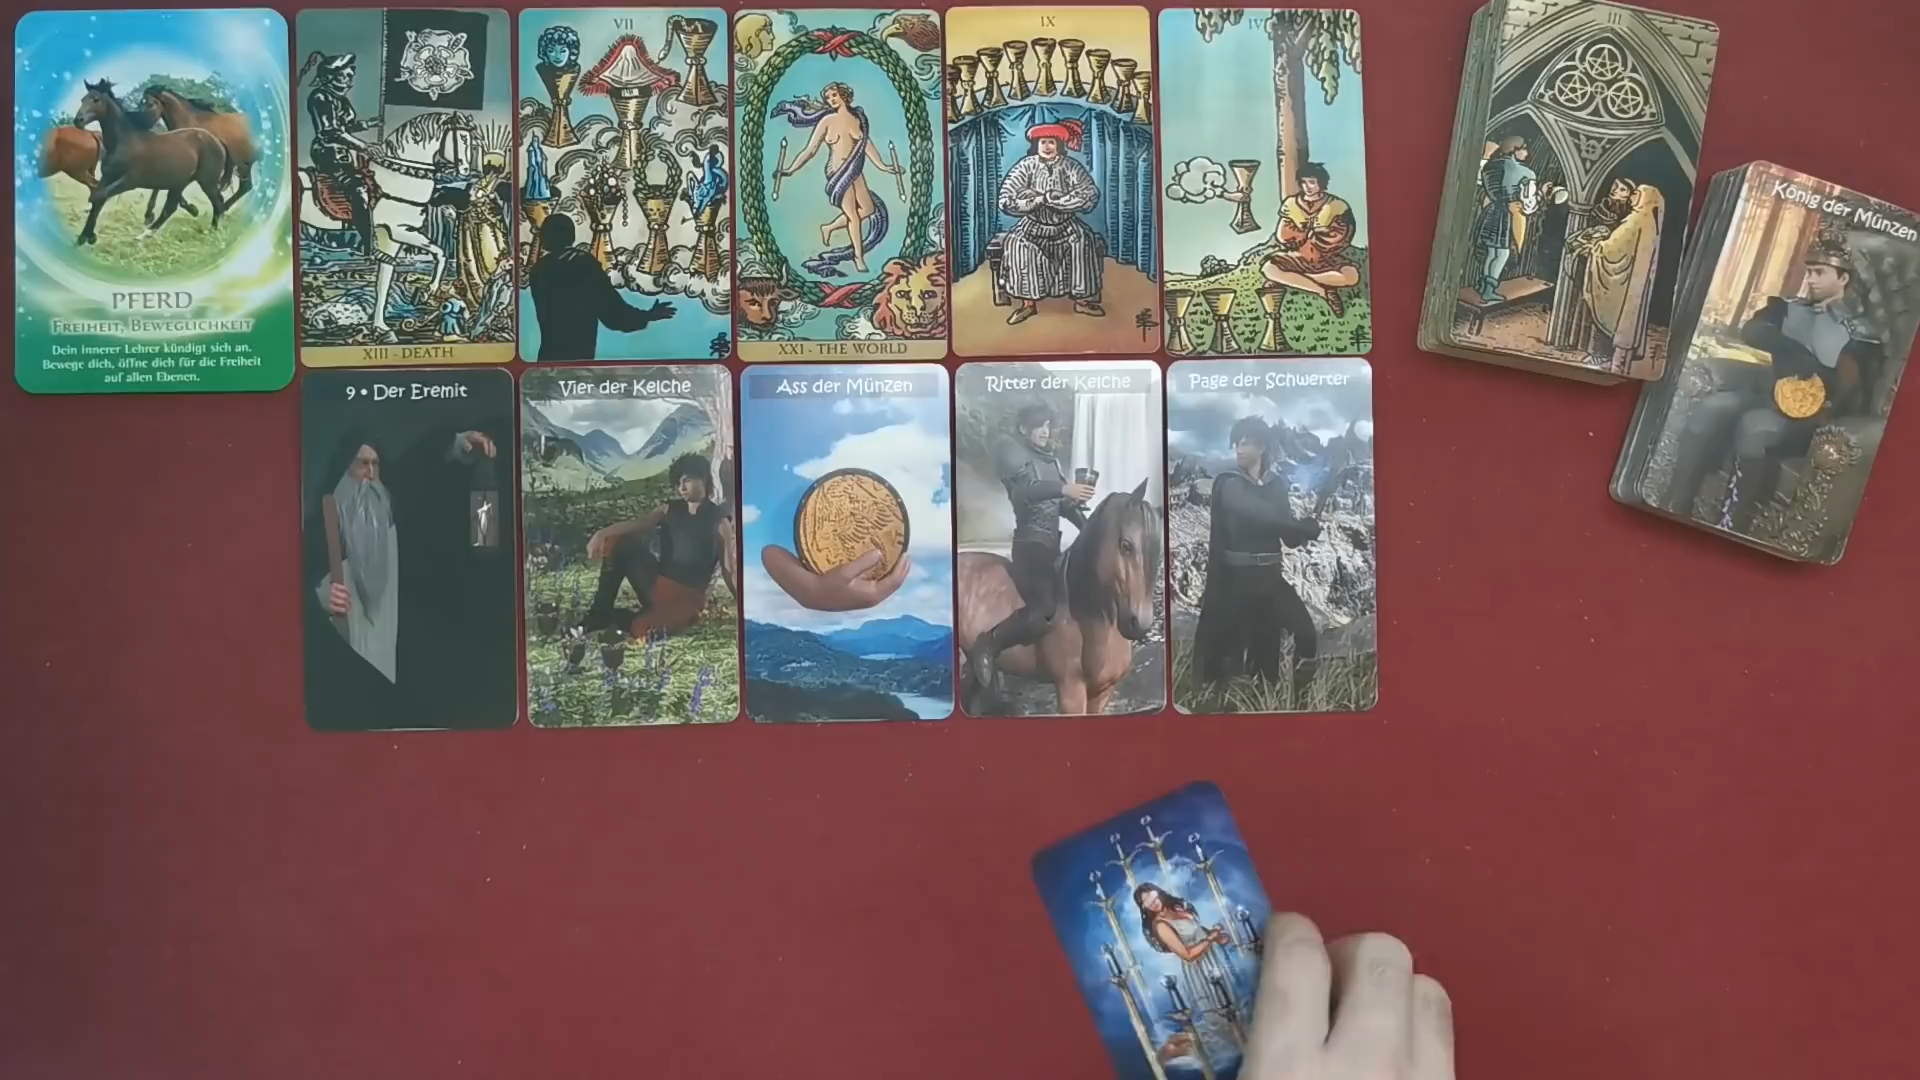 PFERD
FREIHEIT, BEWEGLICHKEIT
Dein innerer Lehrer kündigt sich an.
Bewege dich, öffne dich für die Freiheit
auf allen Ebenen.
XIII - DEATH
VII
XXI - THE WORLD
IX
IV
III
König der Münzen
9 • Der Eremit
Vier der Kelche
Ass der Münzen
Ritter der Kelche
Page der Schwerter